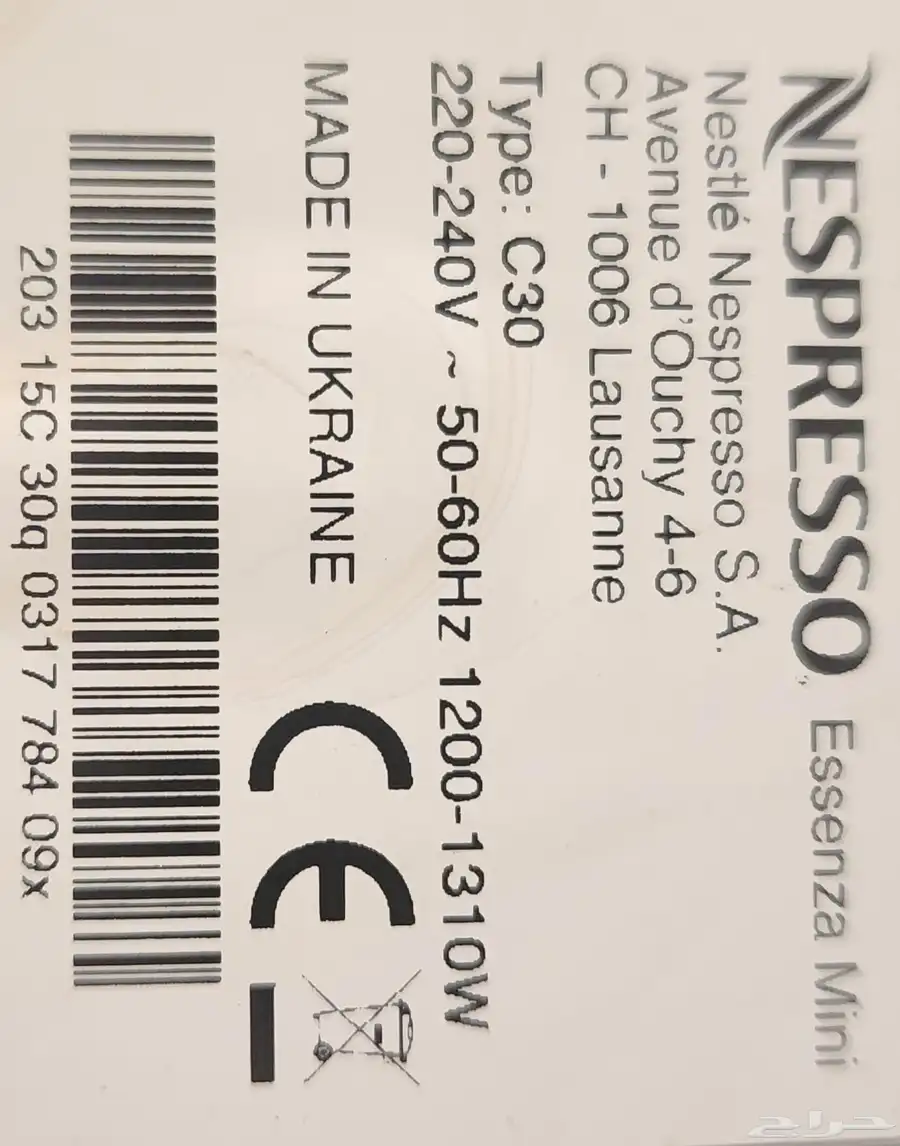 NESPRESSO Essenza Mini
Nestlé Nespresso S.A.
Avenue d'Ouchy 4-6
CH - 1006 Lausanne
Type: C30
220-240V ~ 50-60Hz 1200-1310W
MADE IN UKRAINE
CE
203 15C 30q 0317 784 09x
حراج